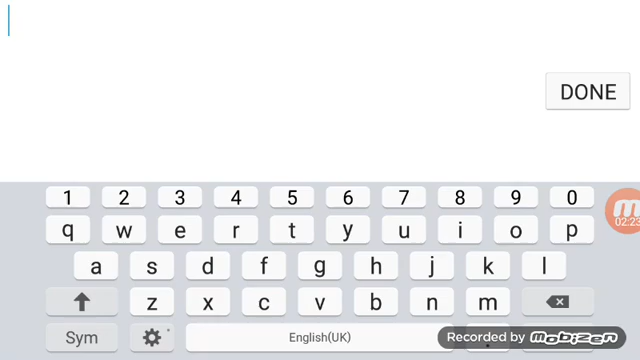 DONE
1 2 3 4 5 6 7 8 9 0
q w e r t y u i o p
02:23
a s d f g h j k l
z x c v b n m
Sym English(UK)
Recorded by mobizen